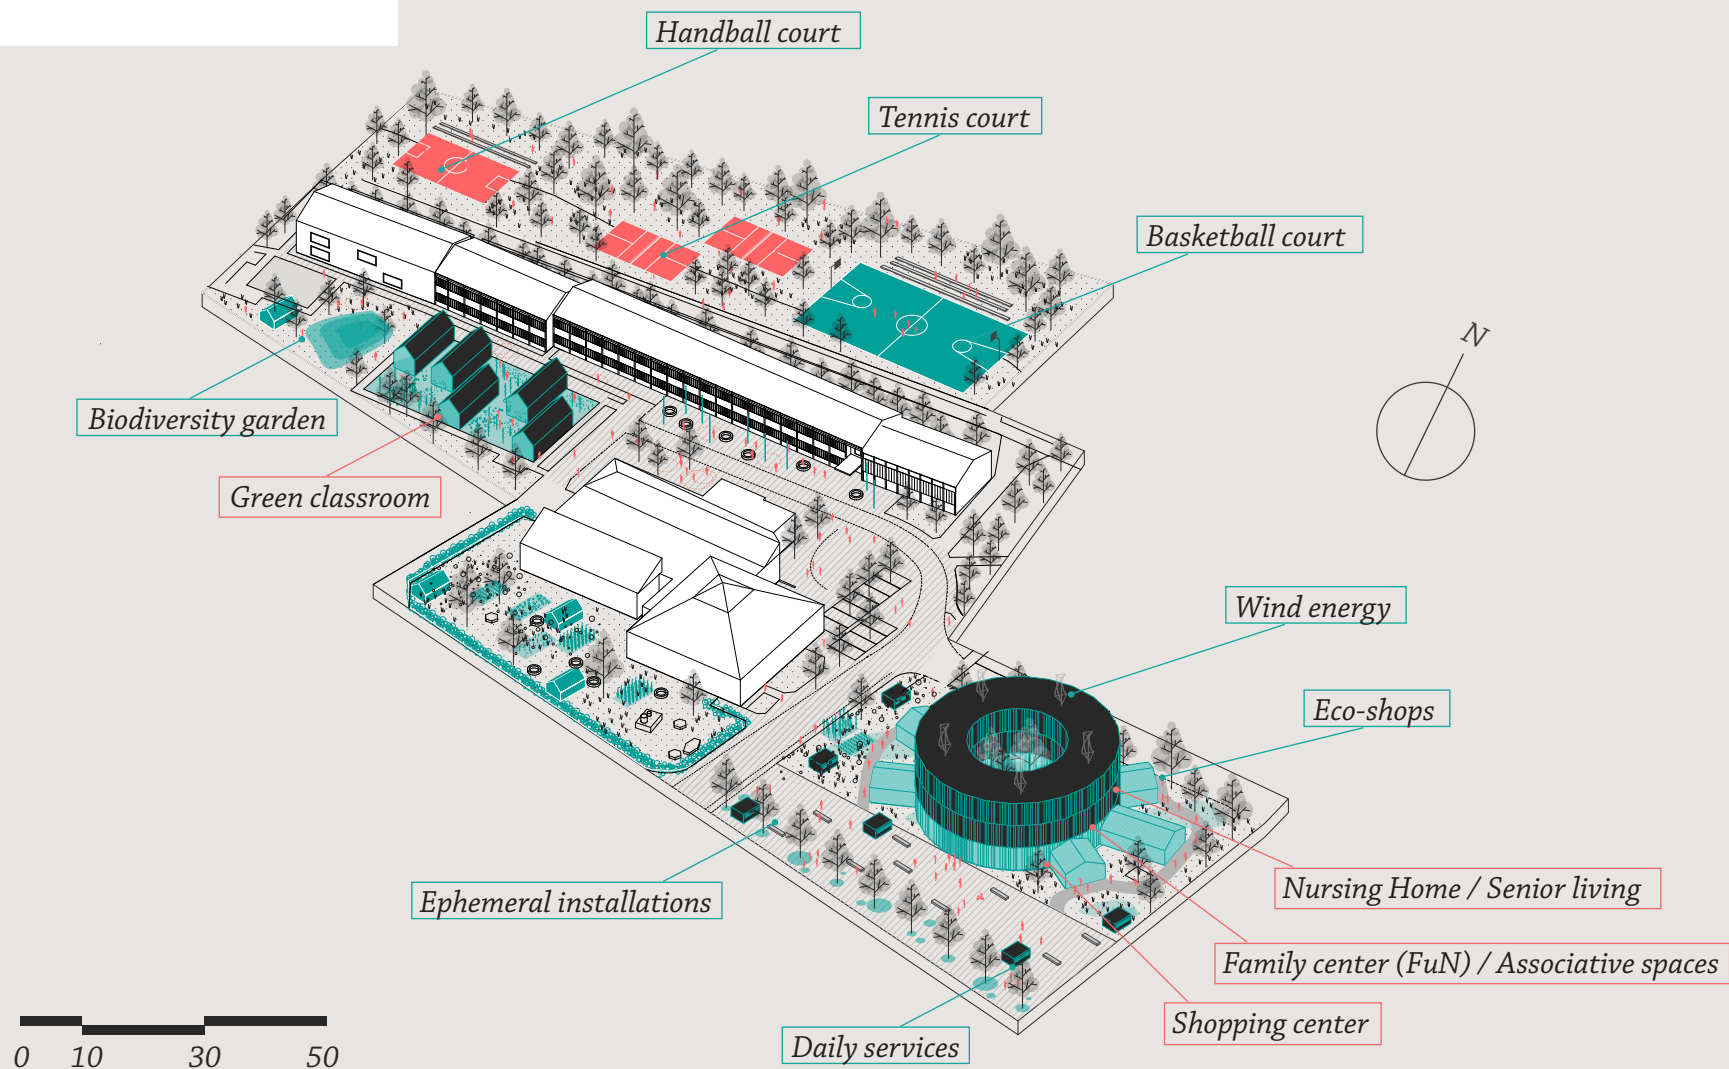 Handball court
Tennis court
Basketball court
N
Biodiversity garden
Green classroom
Wind energy
Eco-shops
Nursing Home / Senior living
Ephemeral installations
Family center (FuN) / Associative spaces
Shopping center
Daily services
0 10 30 50